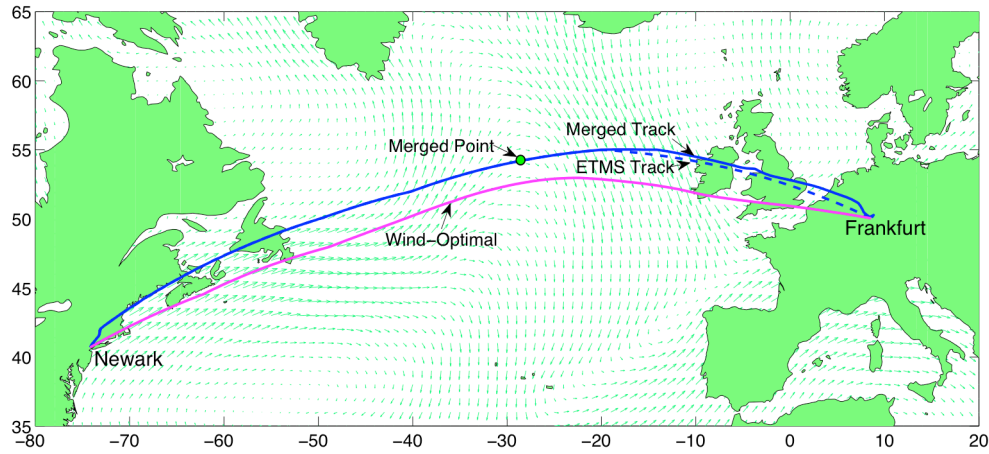 65
60
55
50
45
40
35
Merged Point
Merged Track
ETMS Track
Wind−Optimal
Frankfurt
Newark
−80 −70 −60 −50 −40 −30 −20 −10 0 10 20